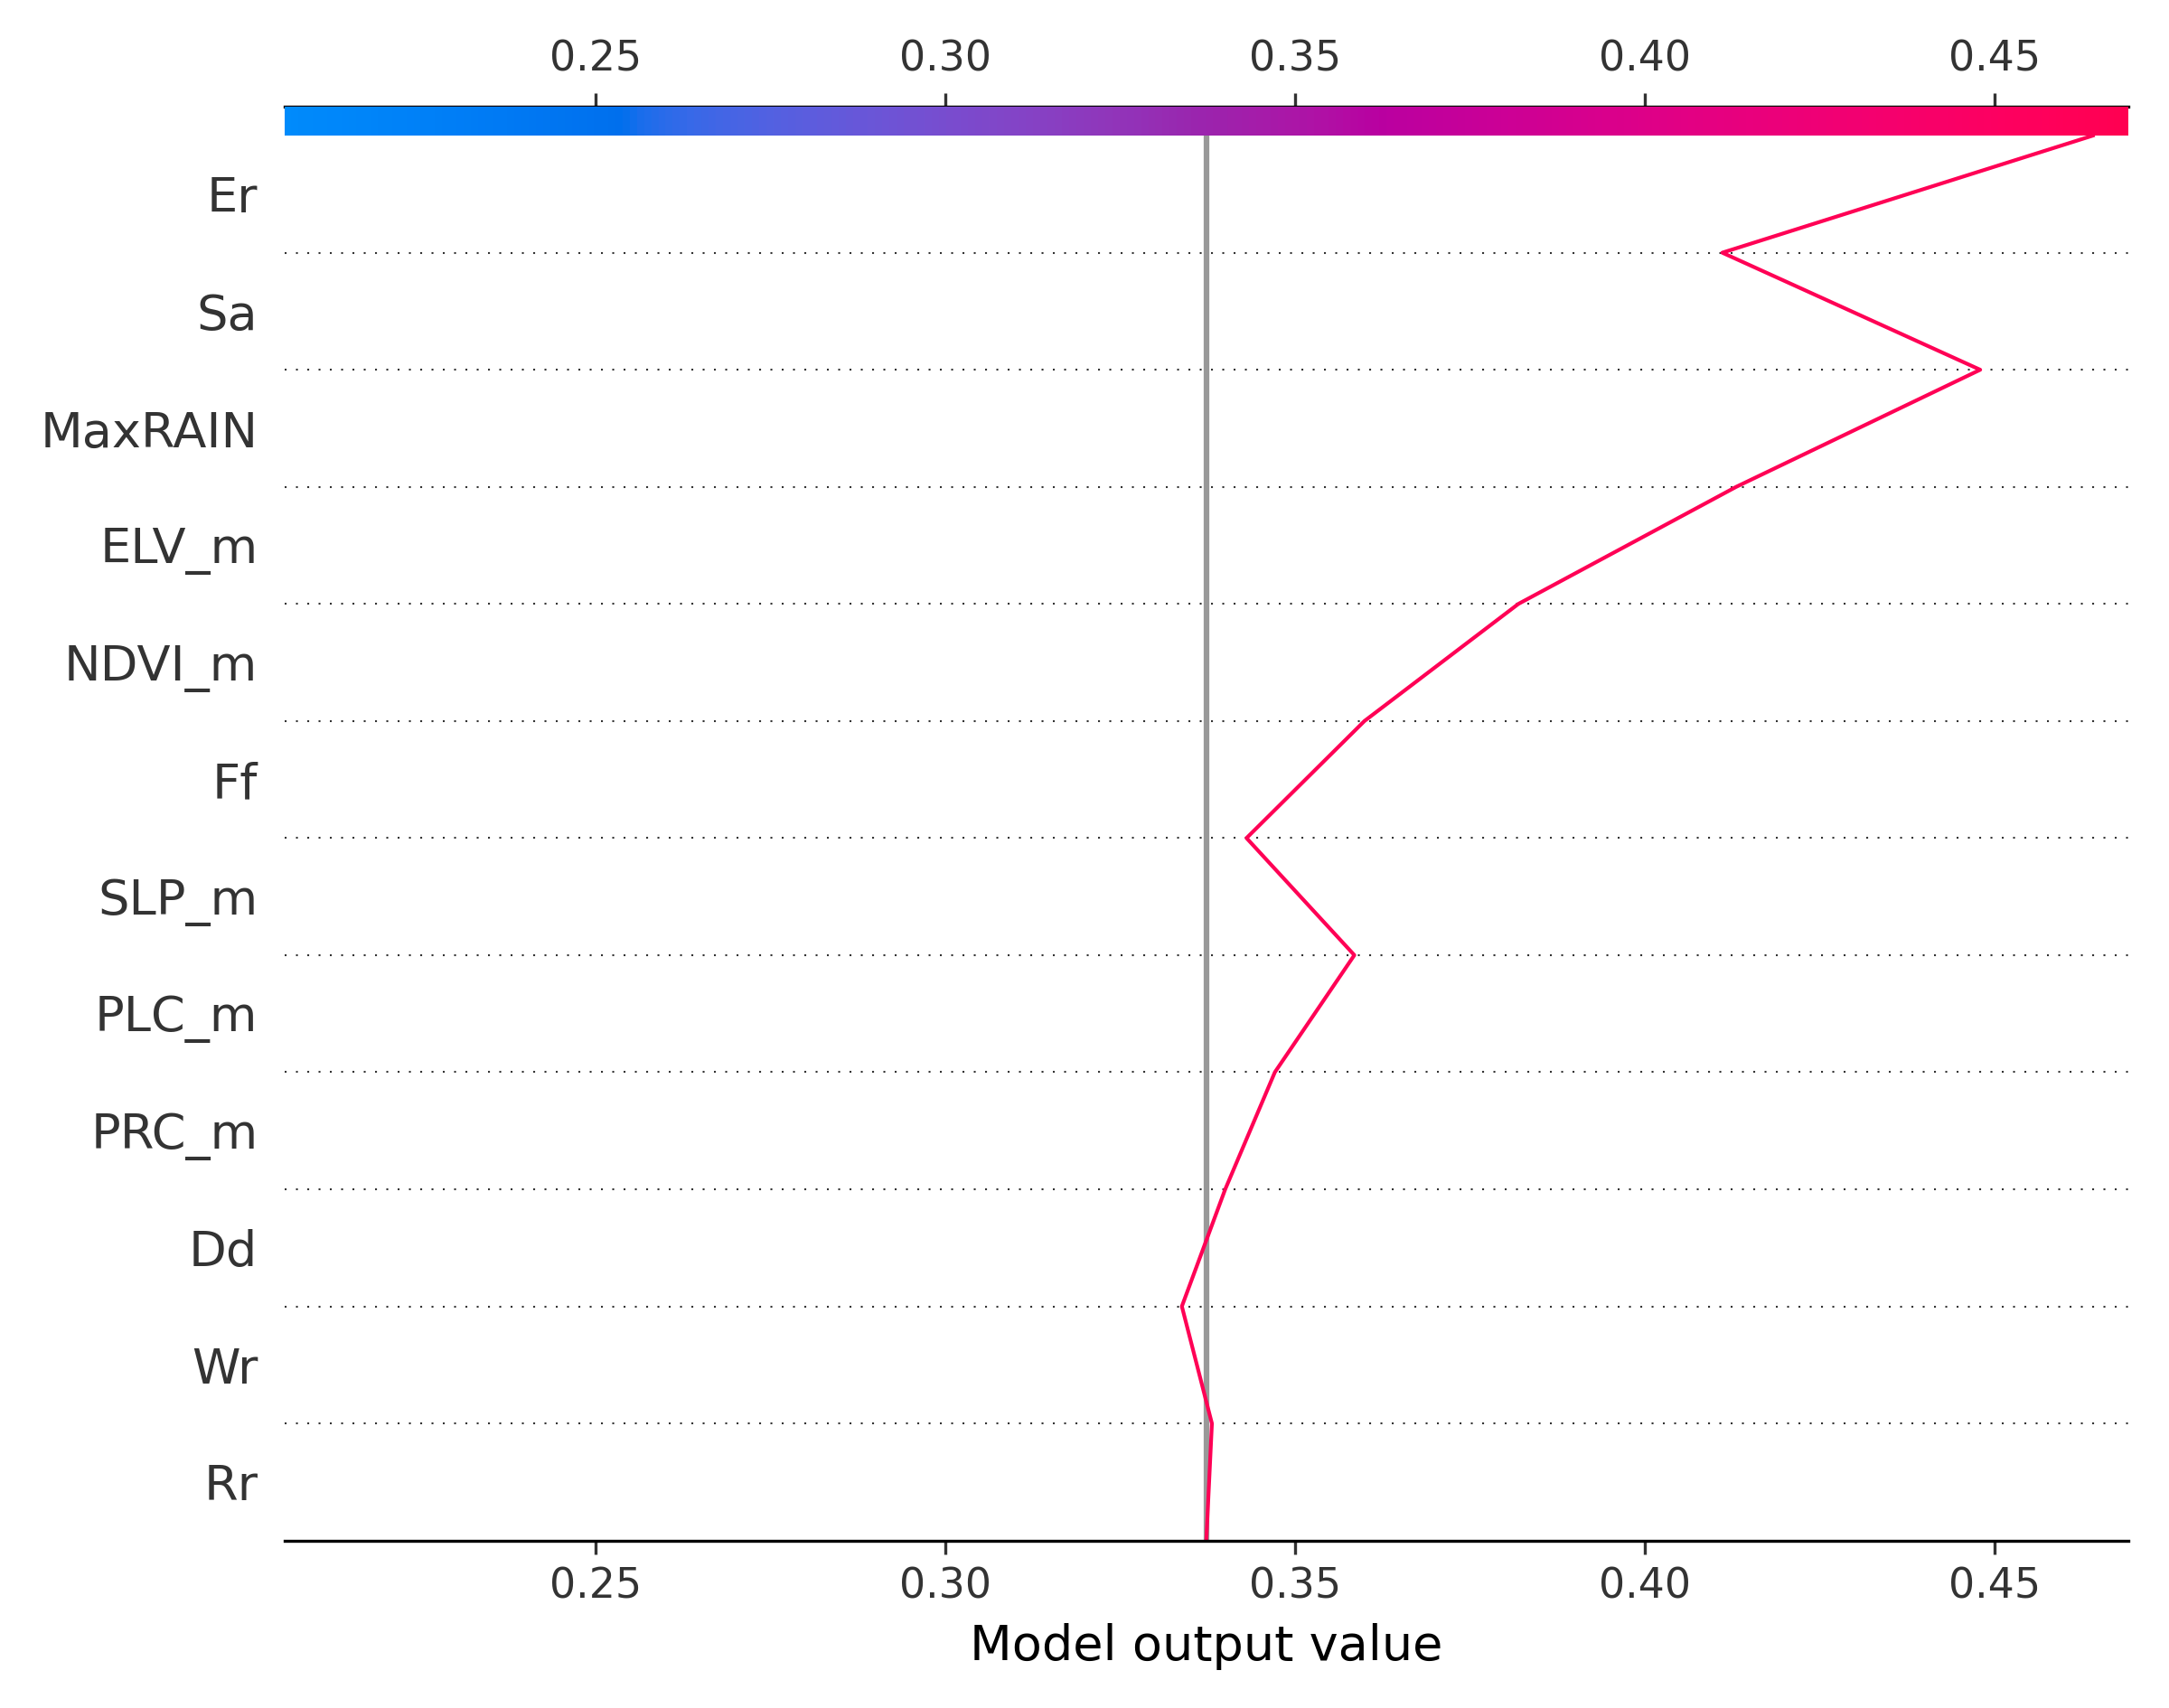 0.25 0.30 0.35 0.40 0.45
Er
Sa
MaxRAIN
ELV_m
NDVI_m
Ff
SLP_m
PLC_m
PRC_m
Dd
Wr
Rr
0.25 0.30 0.35 0.40 0.45
Model output value